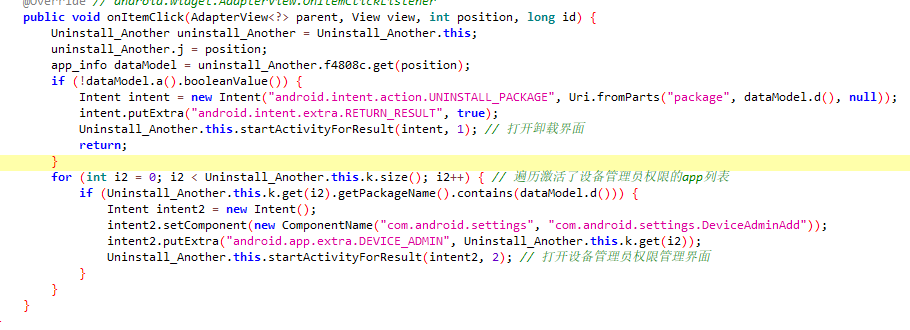 @Override // android.widget.AdapterView.OnItemClickListener
public void onItemClick(AdapterView<?> parent, View view, int position, long id) {
Uninstall_Another uninstall_Another = Uninstall_Another.this;
uninstall_Another.j = position;
app_info dataModel = uninstall_Another.f4808c.get(position);
if (!dataModel.a().booleanValue()) {
Intent intent = new Intent("android.intent.action.UNINSTALL_PACKAGE", Uri.fromParts("package", dataModel.d(), null));
intent.putExtra("android.intent.extra.RETURN_RESULT", true);
Uninstall_Another.this.startActivityForResult(intent, 1); // 打开卸载界面
return;
}
for (int i2 = 0; i2 < Uninstall_Another.this.k.size(); i2++) { // 遍历激活了设备管理员权限的app列表
if (Uninstall_Another.this.k.get(i2).getPackageName().contains(dataModel.d())) {
Intent intent2 = new Intent();
intent2.setComponent(new ComponentName("com.android.settings", "com.android.settings.DeviceAdminAdd"));
intent2.putExtra("android.app.extra.DEVICE_ADMIN", Uninstall_Another.this.k.get(i2));
Uninstall_Another.this.startActivityForResult(intent2, 2); // 打开设备管理员权限管理界面
}
}
}